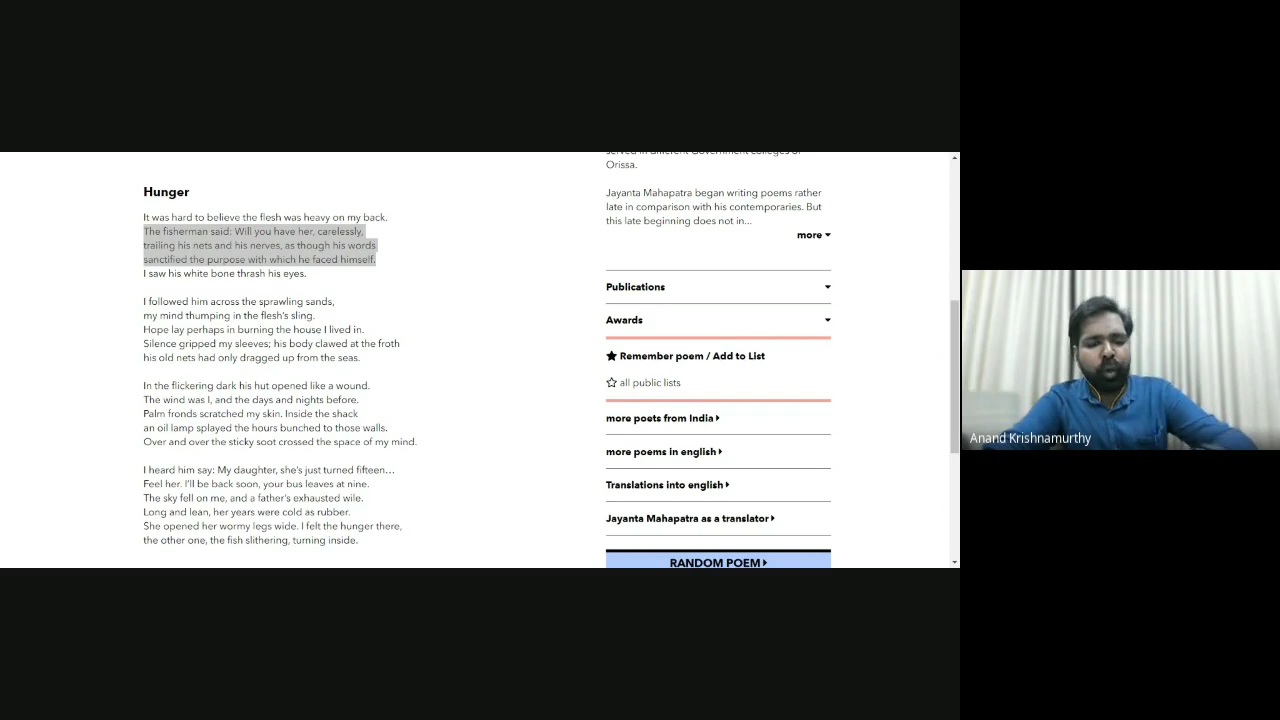 Hunger
It was hard to believe the flesh was heavy on my back.
The fisherman said: Will you have her, carelessly,
trailing his nets and his nerves, as though his words
sanctified the purpose with which he faced himself.
I saw his white bone thrash his eyes.
I followed him across the sprawling sands,
my mind thumping in the flesh's sling.
Hope lay perhaps in burning the house I lived in.
Silence gripped my sleeves; his body clawed at the froth
his old nets had only dragged up from the seas.
In the flickering dark his hut opened like a wound.
The wind was I, and the days and nights before.
Palm fronds scratched my skin. Inside the shack
an oil lamp splayed the hours bunched to those walls.
Over and over the sticky soot crossed the space of my mind.
I heard him say: My daughter, she's just turned fifteen…
Feel her. I'll be back soon, your bus leaves at nine.
The sky fell on me, and a father's exhausted wile.
Long and lean, her years were cold as rubber.
She opened her wormy legs wide. I felt the hunger there,
the other one, the fish slithering, turning inside.
served in different Government colleges of
Orissa.
Jayanta Mahapatra began writing poems rather
late in comparison with his contemporaries. But
this late beginning does not in...
more
Publications
Awards
Remember poem / Add to List
all public lists
more poets from India
more poems in english
Translations into english
Jayanta Mahapatra as a translator
RANDOM POEM
Anand Krishnamurthy